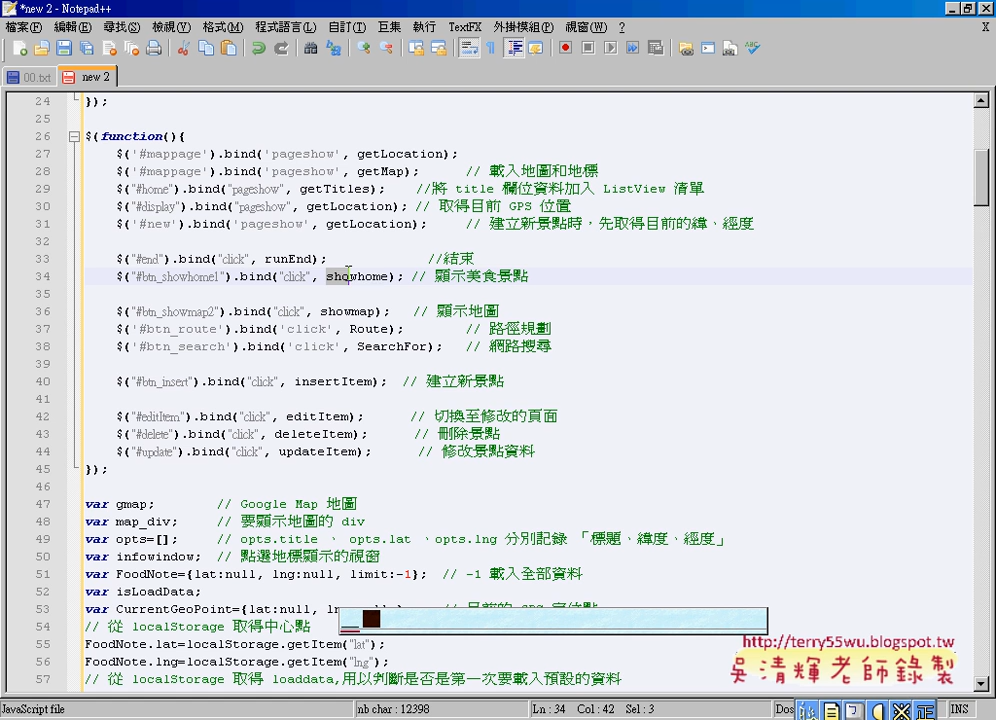 *new 2 - Notepad++
檔案(F) 編輯(E) 尋找(S) 檢視(V) 格式(M) 程式語言(L) 自訂(T) 巨集 執行 TextFX 外掛模組(P) 視窗(W) ? X
00.txt new 2
24 });
25
26 $(function(){
27 $('#mappage').bind('pageshow', getLocation);
28 $('#mappage').bind('pageshow', getMap); // 載入地圖和地標
29 $("#home").bind("pageshow", getTitles); //將 title 欄位資料加入 ListView 清單
30 $("#display").bind("pageshow", getLocation); // 取得目前 GPS 位置
31 $('#new').bind('pageshow', getLocation); // 建立新景點時，先取得目前的緯、經度
32
33 $("#end").bind("click", runEnd); //結束
34 $("#btn_showhome1").bind("click", showhome); // 顯示美食景點
35
36 $("#btn_showmap2").bind("click", showmap); // 顯示地圖
37 $('#btn_route').bind('click', Route); // 路徑規劃
38 $('#btn_search').bind('click', SearchFor); // 網路搜尋
39
40 $("#btn_insert").bind("click", insertItem); // 建立新景點
41
42 $("#editItem").bind("click", editItem); // 切換至修改的頁面
43 $("#delete").bind("click", deleteItem); // 刪除景點
44 $("#update").bind("click", updateItem); // 修改景點資料
45 });
46
47 var gmap; // Google Map 地圖
48 var map_div; // 要顯示地圖的 div
49 var opts=[]; // opts.title 、 opts.lat 、opts.lng 分別記錄 「標題、緯度、經度」
50 var infowindow; // 點選地標顯示的視窗
51 var FoodNote={lat:null, lng:null, limit:-1}; // -1 載入全部資料
52 var isLoadData;
53 var CurrentGeoPoint={lat:null, ln
54 // 從 localStorage 取得中心點
55 FoodNote.lat=localStorage.getItem("lat");
56 FoodNote.lng=localStorage.getItem("lng");
57 // 從 localStorage 取得 loaddata,用以判斷是否是第一次要載入預設的資料
http://terry55wu.blogspot.tw
吳清輝老師錄製
JavaScript file nb char : 12398 Ln : 34 Col : 42 Sel : 3 Dos INS